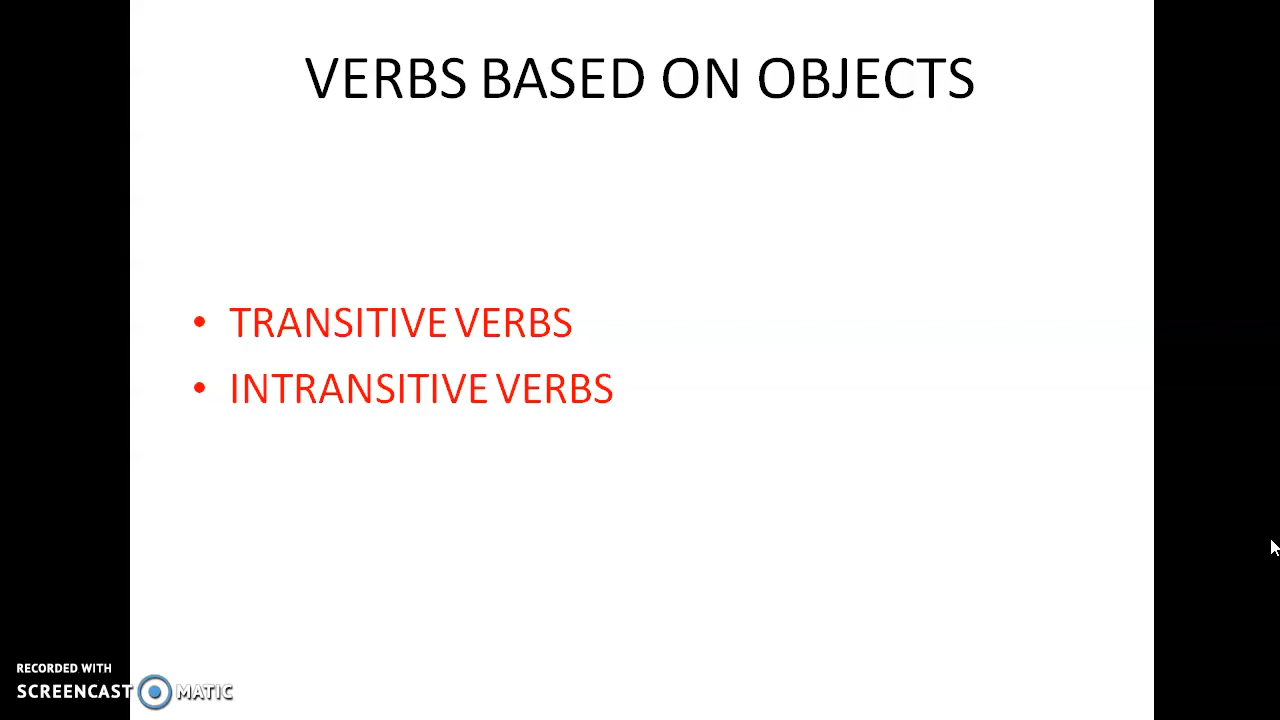 VERBS BASED ON OBJECTS
• TRANSITIVE VERBS
• INTRANSITIVE VERBS
RECORDED WITH
SCREENCAST MATIC